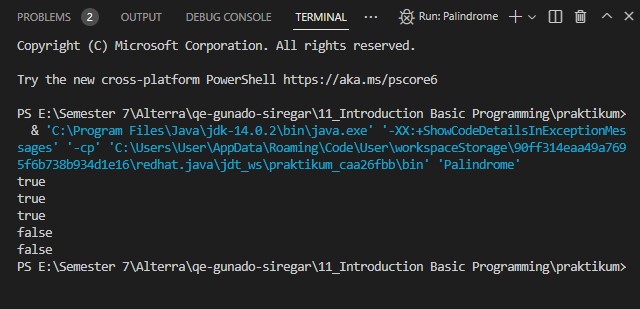 PROBLEMS 2 OUTPUT DEBUG CONSOLE TERMINAL ... Run: Palindrome
Copyright (C) Microsoft Corporation. All rights reserved.
Try the new cross-platform PowerShell https://aka.ms/pscore6
PS E:\Semester 7\Alterra\qe-gunado-siregar\11_Introduction Basic Programming\praktikum>
& 'C:\Program Files\Java\jdk-14.0.2\bin\java.exe' '-XX:+ShowCodeDetailsInExceptionMes
sages' '-cp' 'C:\Users\User\AppData\Roaming\Code\User\workspaceStorage\90ff314eaa49a769
5f6b738b934d1e16\redhat.java\jdt_ws\praktikum_caa26fbb\bin' 'Palindrome'
true
true
true
false
false
PS E:\Semester 7\Alterra\qe-gunado-siregar\11_Introduction Basic Programming\praktikum>